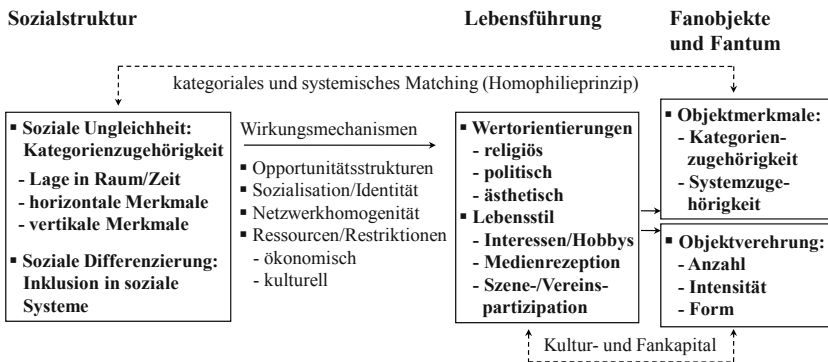 Sozialstruktur
Lebensführung
Fanobjekte
und Fantum
kategoriales und systemisches Matching (Homophilieprinzip)
▪ Soziale Ungleichheit:
Kategorienzugehörigkeit
- Lage in Raum/Zeit
- horizontale Merkmale
- vertikale Merkmale
▪ Soziale Differenzierung:
Inklusion in soziale
Systeme
Wirkungsmechanismen
▪ Opportunitätsstrukturen
▪ Sozialisation/Identität
▪ Netzwerkhomogenität
▪ Ressourcen/Restriktionen
- ökonomisch
- kulturell
▪ Wertorientierungen
- religiös
- politisch
- ästhetisch
▪ Lebensstil
- Interessen/Hobbys
- Medienrezeption
- Szene-/Vereins-
partizipation
▪ Objektmerkmale:
- Kategorien-
zugehörigkeit
- Systemzuge-
hörigkeit
▪ Objektverehrung:
- Anzahl
- Intensität
- Form
Kultur- und Fankapital